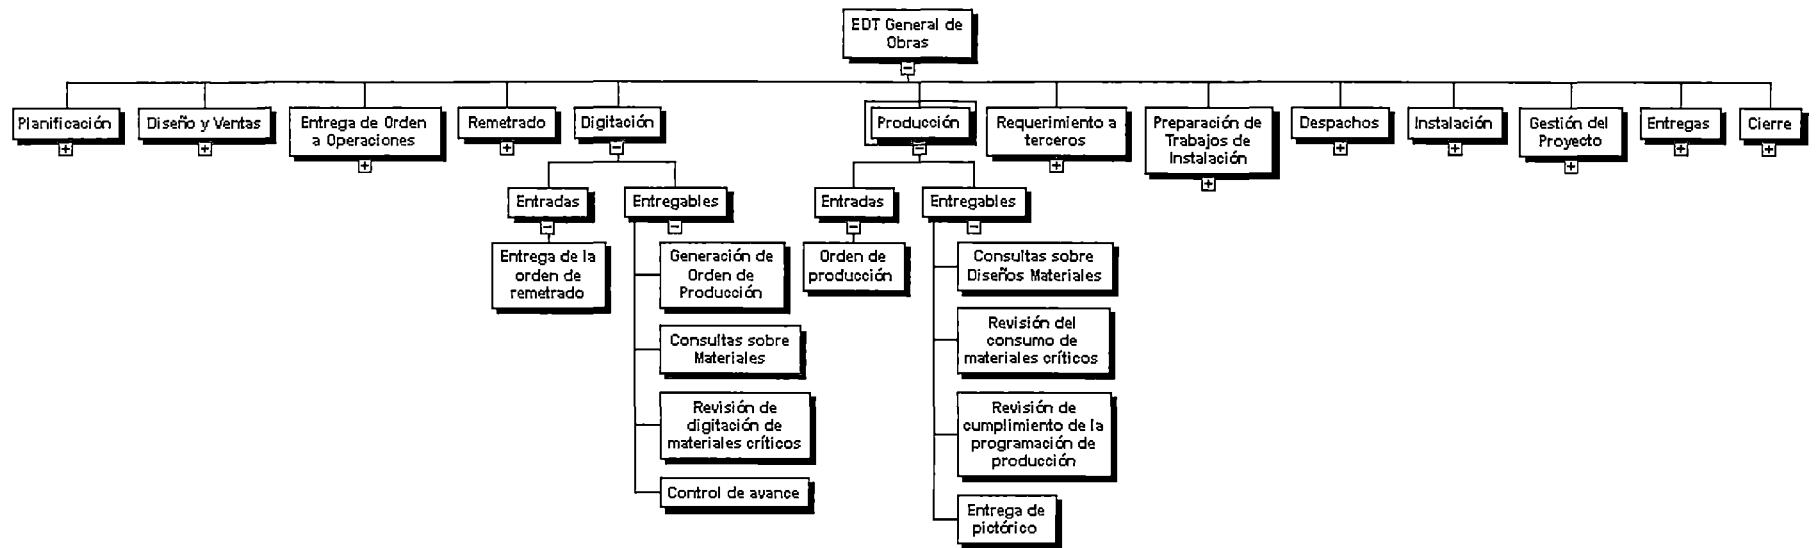 EDT General de
Obras
Planificación
Diseño y Ventas
Entrega de Orden
a Operaciones
Remetrado
Digitación
Producción
Requerimiento a
terceros
Preparación de
Trabajos de
Instalación
Despachos
Instalación
Gestión del
Proyecto
Entregas
Cierre
Entradas
Entregables
Entrega de la
orden de
remetrado
Generación de
Orden de
Producción
Consultas sobre
Materiales
Revisión de
digitación de
materiales críticos
Control de avance
Entradas
Entregables
Orden de
producción
Consultas sobre
Diseños Materiales
Revisión del
consumo de
materiales críticos
Revisión de
cumplimiento de la
programación de
producción
Entrega de
pictórico